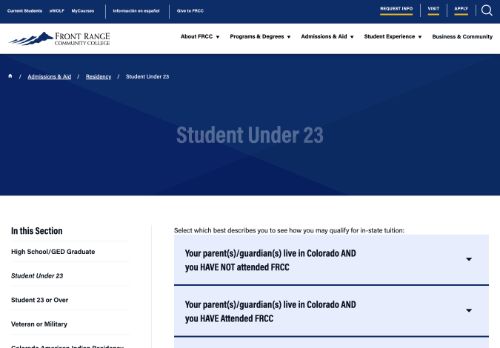 Current Students eWOLF MyCourses Información en español Give to FRCC REQUEST INFO VISIT APPLY
FRONT RANGE
COMMUNITY COLLEGE
About FRCC Programs & Degrees Admissions & Aid Student Experience Business & Community
/ Admissions & Aid / Residency / Student Under 23
Student Under 23
In this Section
High School/GED Graduate
Student Under 23
Student 23 or Over
Veteran or Military
Colorado American Indian Residency
Select which best describes you to see how you may qualify for in-state tuition:
Your parent(s)/guardian(s) live in Colorado AND
you HAVE NOT attended FRCC
Your parent(s)/guardian(s) live in Colorado AND
you HAVE Attended FRCC